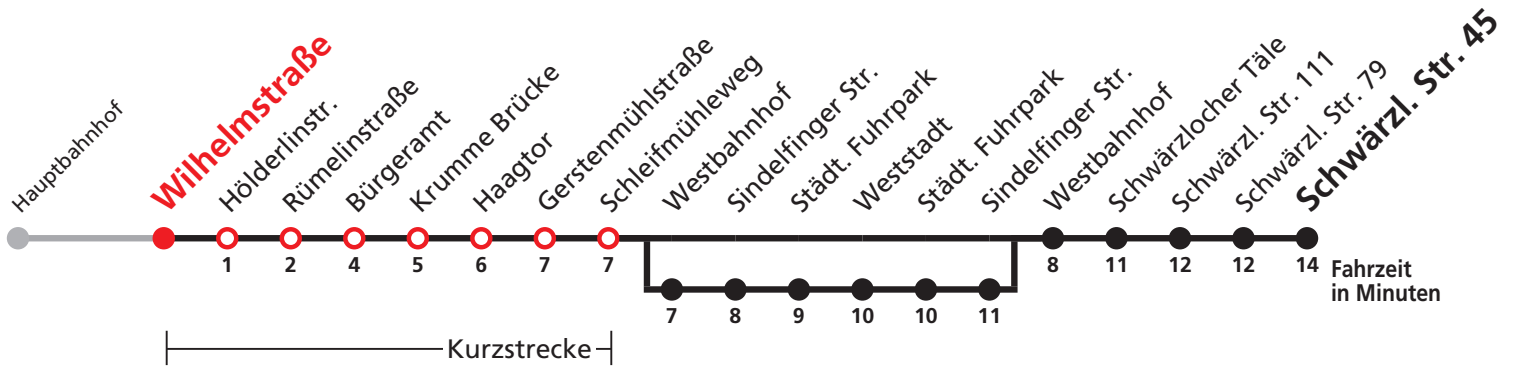 Hauptbahnhof
Wilhelmstraße
Hölderlinstr.
Rümelinstraße
Bürgeramt
Krumme Brücke
Haagtor
Gerstenmühlstraße
Schleifmühleweg
Westbahnhof
Sindelfinger Str.
Städt. Fuhrpark
Weststadt
Städt. Fuhrpark
Sindelfinger Str.
Westbahnhof
Schwärzlocher Täle
Schwärzl. Str. 111
Schwärzl. Str. 79
Schwärzl. Str. 45
1 2 4 5 6 7 7 8 11 12 12 14
Fahrzeit
in Minuten
7 8 9 10 10 11
Kurzstrecke